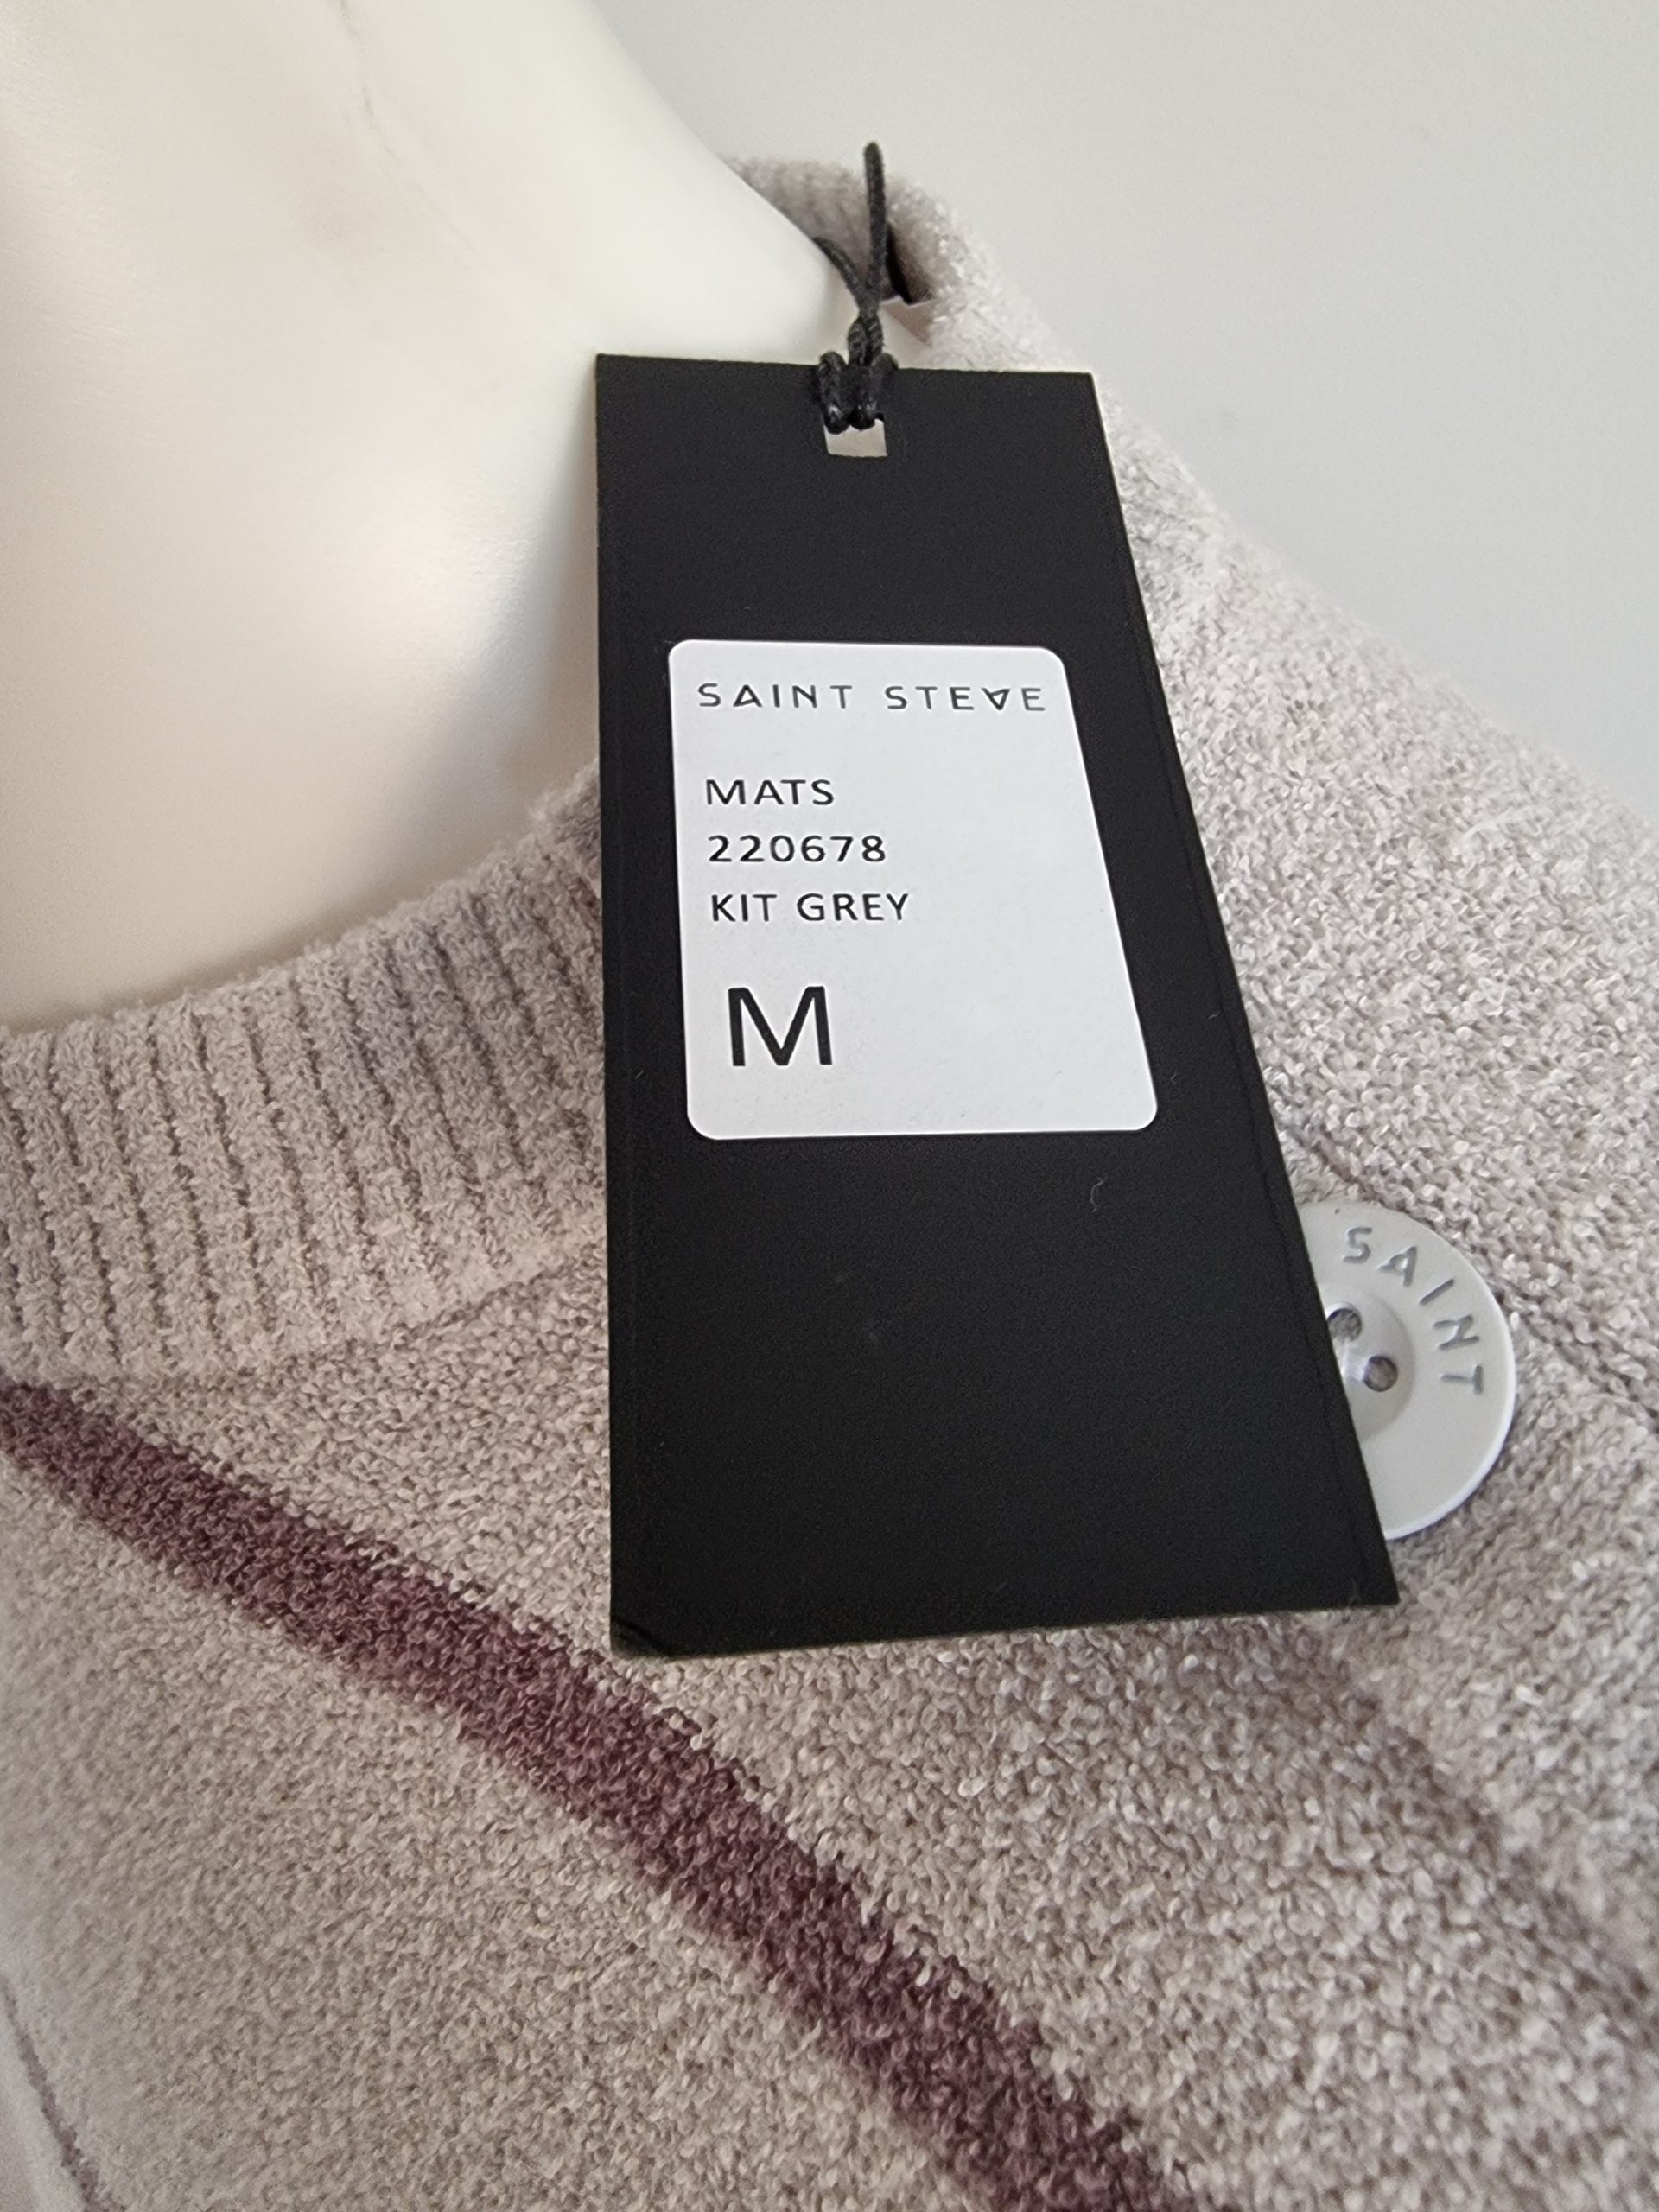 SAINT STEVE
MATS
220678
KIT GREY
M
SAINT